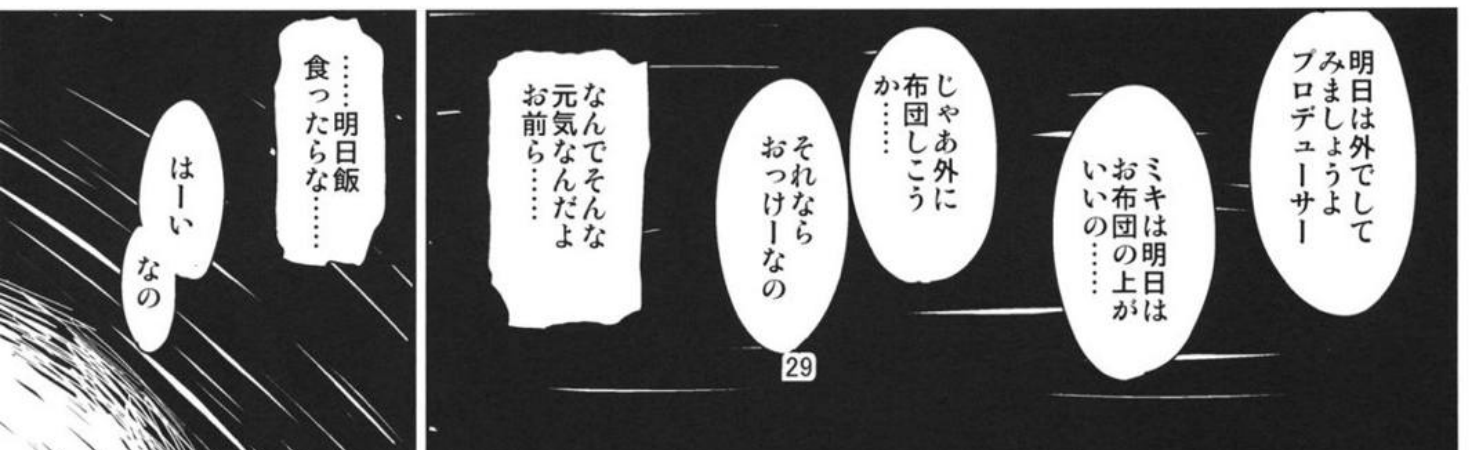 明日は外でして
みましょうよ
プロデューサー
ミキは明日は
お布団の上が
いいの……
じゃあ外に
布団しこう
か……
それなら
おっけーなの
なんでそんな
元気なんだよ
お前ら……
29
……明日飯
食ったらな……
はーい
なの